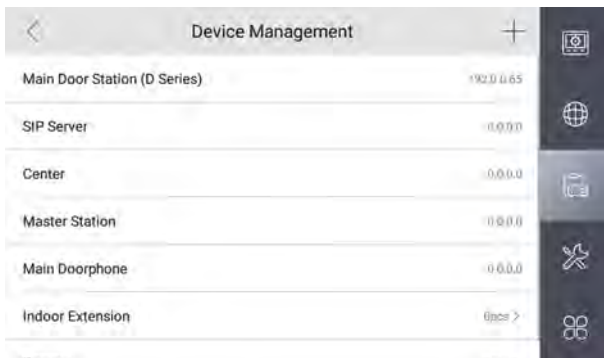 Device Management
Main Door Station (D Series) 192.0.0.65
SIP Server 0.0.0.0
Center 0.0.0.0
Master Station 0.0.0.0
Main Doorphone 0.0.0.0
Indoor Extension